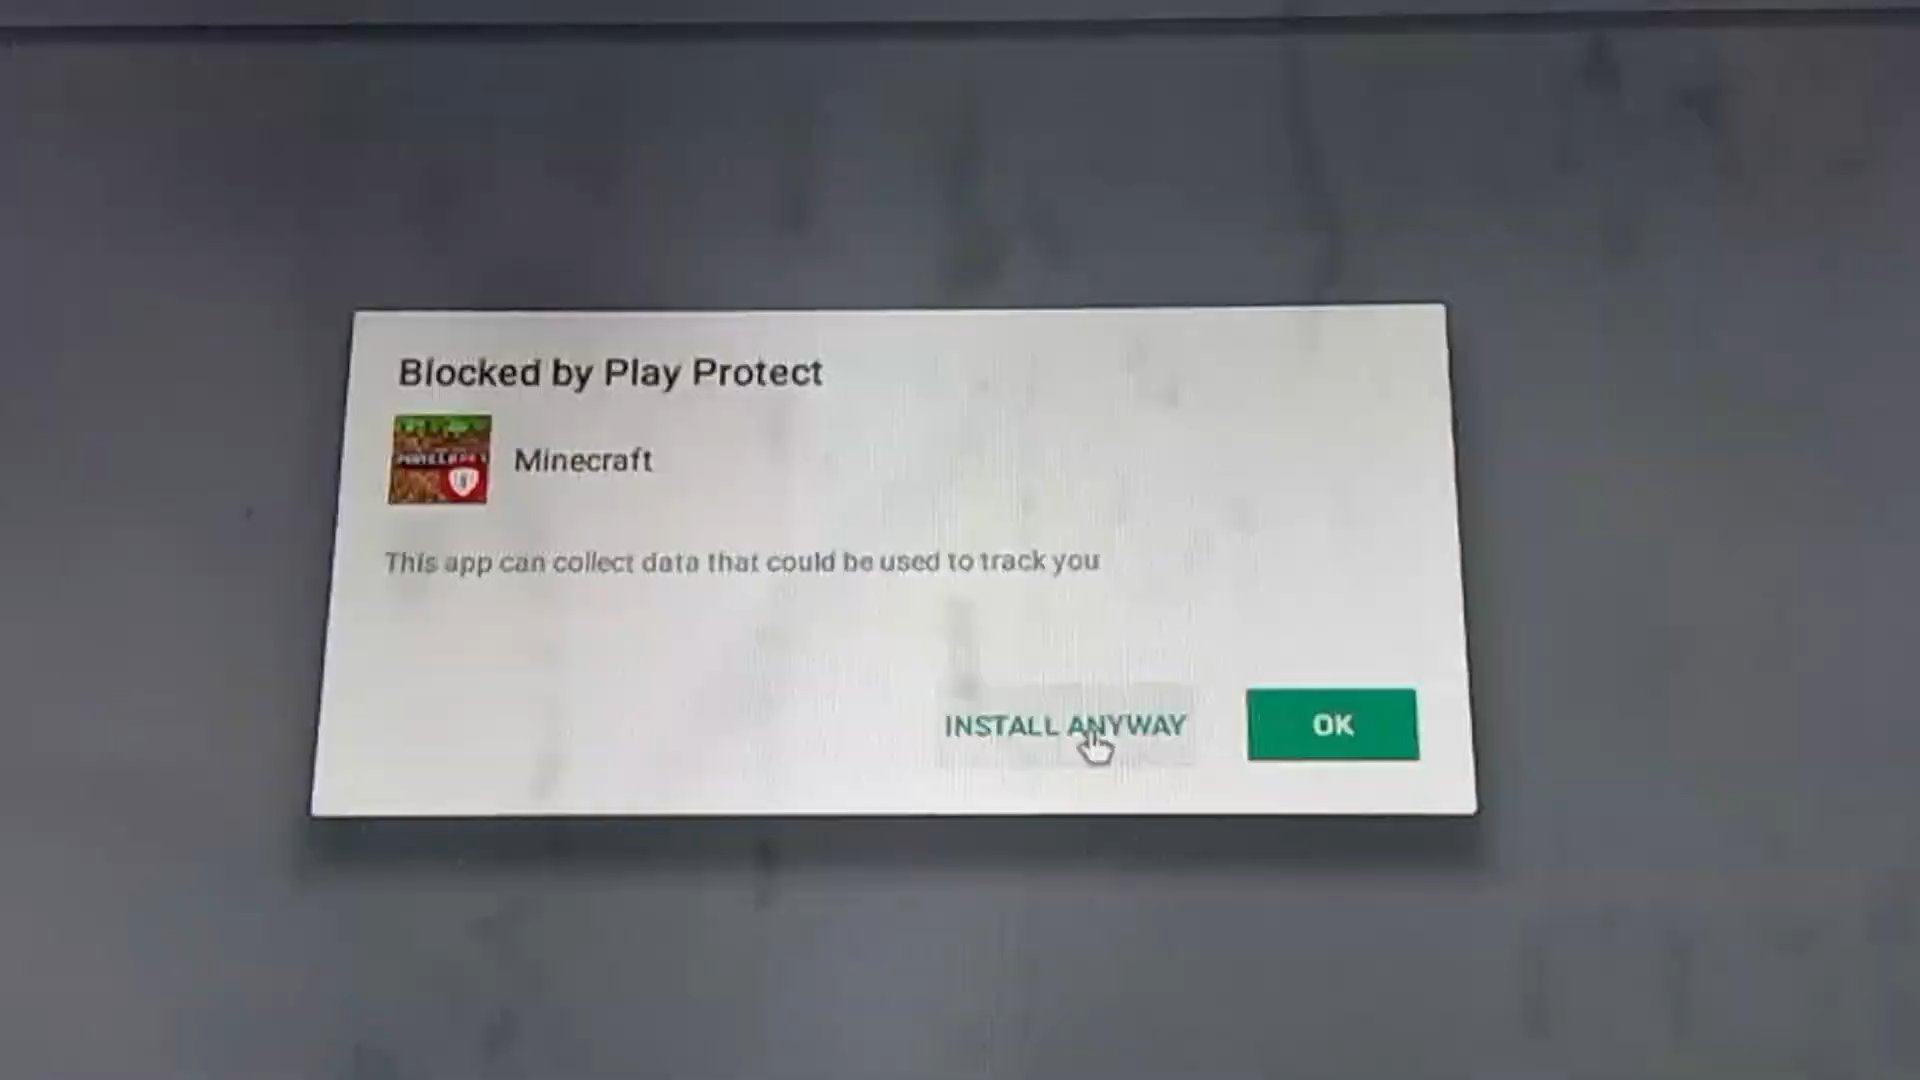 Blocked by Play Protect
MINECRAFT
Minecraft
This app can collect data that could be used to track you
INSTALL ANYWAY
OK